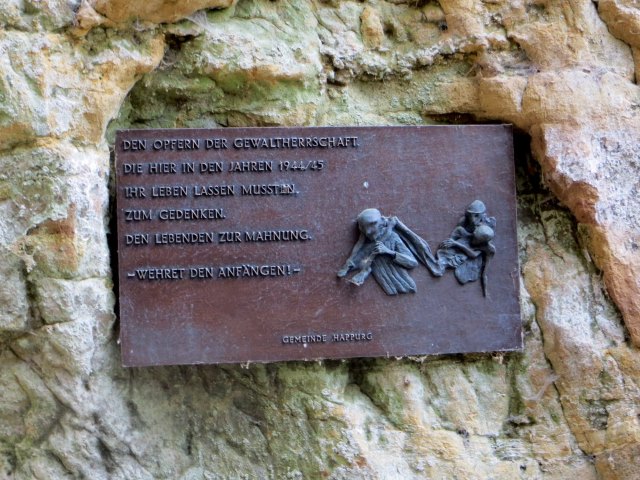 DEN OPFERN DER GEWALTHERRSCHAFT.
DIE HIER IN DEN JAHREN 1944/45
IHR LEBEN LASSEN MUSSTEN.
ZUM GEDENKEN.
DEN LEBENDEN ZUR MAHNUNG.
-WEHRET DEN ANFÄNGEN!-
GEMEINDE HAPPURG